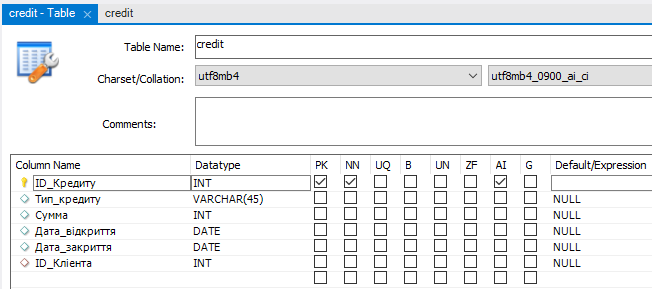 credit - Table credit
Table Name: credit
Charset/Collation: utf8mb4 utf8mb4_0900_ai_ci
Comments:
Column Name Datatype PK NN UQ B UN ZF AI G Default/Expression
ID_Кредиту INT
Тип_кредиту VARCHAR(45) NULL
Сумма INT NULL
Дата_відкриття DATE NULL
Дата_закриття DATE NULL
ID_Клієнта INT NULL